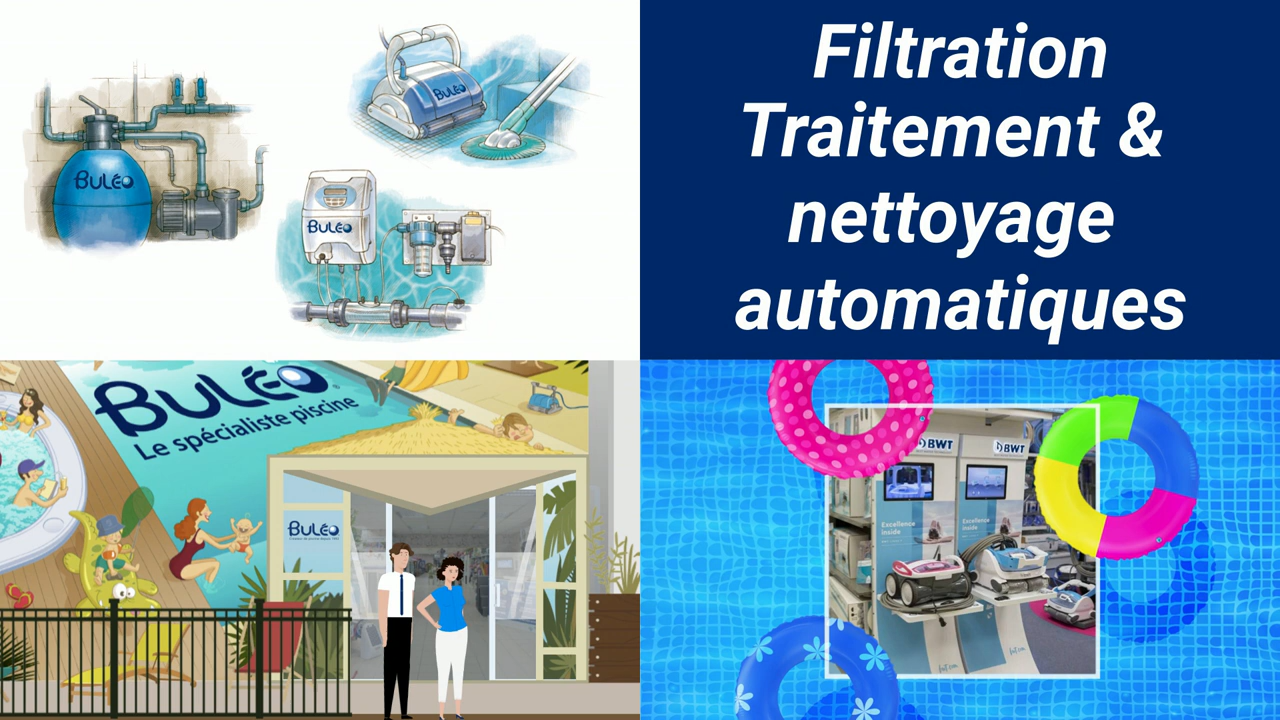 BULÉO
BULÉO
BULÉO
Filtration
Traitement &
nettoyage
automatiques
BULÉO®
Le spécialiste piscine
BULÉO
BWT
BWT
Excellence
inside
Excellence
inside